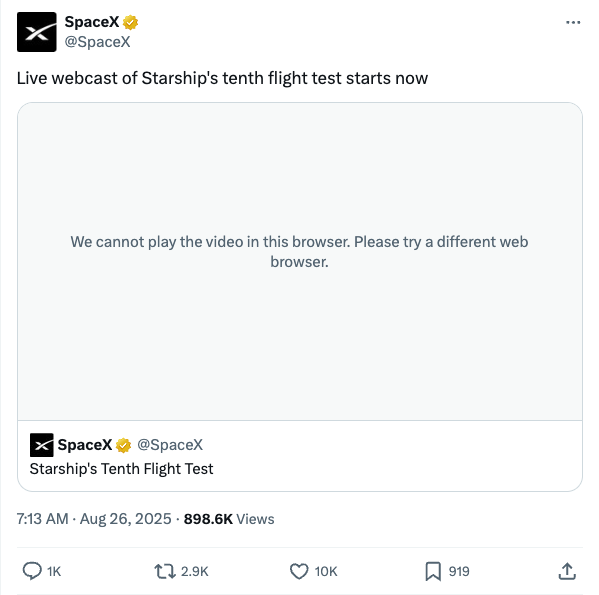 SpaceX
@SpaceX
Live webcast of Starship's tenth flight test starts now
We cannot play the video in this browser. Please try a different web
browser.
SpaceX @SpaceX
Starship's Tenth Flight Test
7:13 AM · Aug 26, 2025 · 898.6K Views
1K 2.9K 10K 919